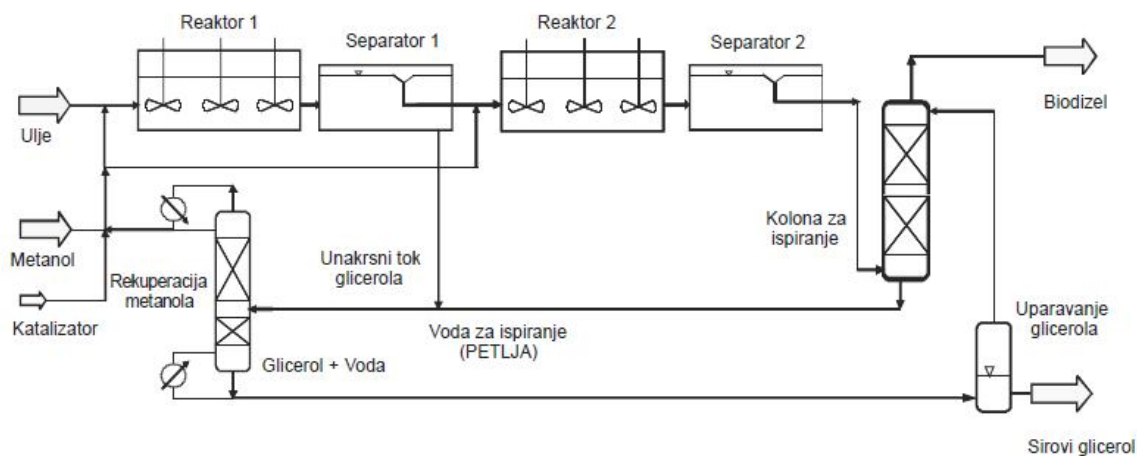 Reaktor 1
Reaktor 2
Separator 1
Separator 2
Biodizel
Ulje
Kolona za
ispiranje
Metanol
Unakrsni tok
glicerola
Rekuperacija
metanola
Katalizator
Uparavanje
glicerola
Voda za ispiranje
(PETLJA)
Glicerol + Voda
Sirovi glicerol